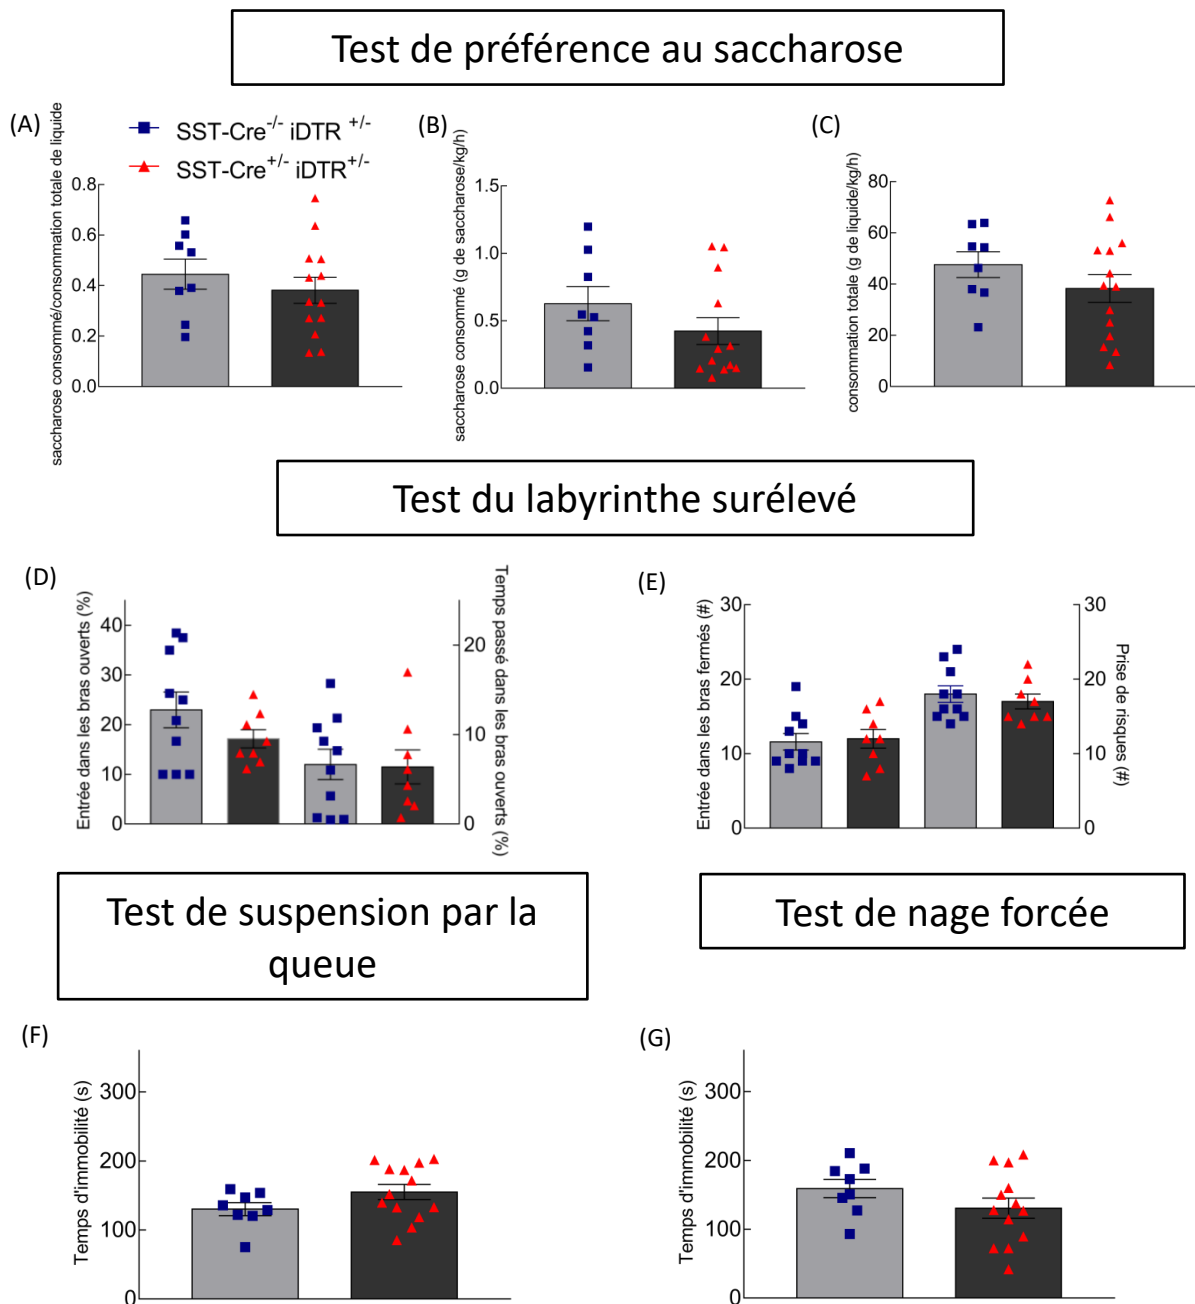 Test de préférence au saccharose
(A)
SST-Cre-/- iDTR +/-
SST-Cre+/- iDTR+/-
saccharose consommé/consommation totale de liquide
0.8
0.6
0.4
0.2
0.0
(B)
saccharose consommé (g de saccharose/kg/h)
1.5
1.0
0.5
0.0
(C)
consommation totale (g de liquide/kg/h)
80
60
40
20
0
Test du labyrinthe surélevé
(D)
Entrée dans les bras ouverts (%)
40
30
20
10
0
Temps passé dans les bras ouverts (%)
20
10
0
(E)
Entrée dans les bras fermés (#)
30
20
10
0
Prise de risques (#)
30
20
10
0
Test de suspension par la
queue
Test de nage forcée
(F)
Temps d'immobilité (s)
300
200
100
0
(G)
Temps d'immobilité (s)
300
200
100
0